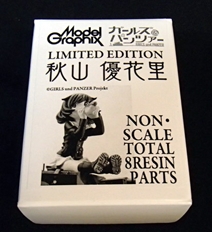 Model Graphix ガールズ&パンツァー
LIMITED EDITION
秋山 優花里
©GIRLS und PANZER Projekt
NON-
SCALE
TOTAL
8RESIN
PARTS